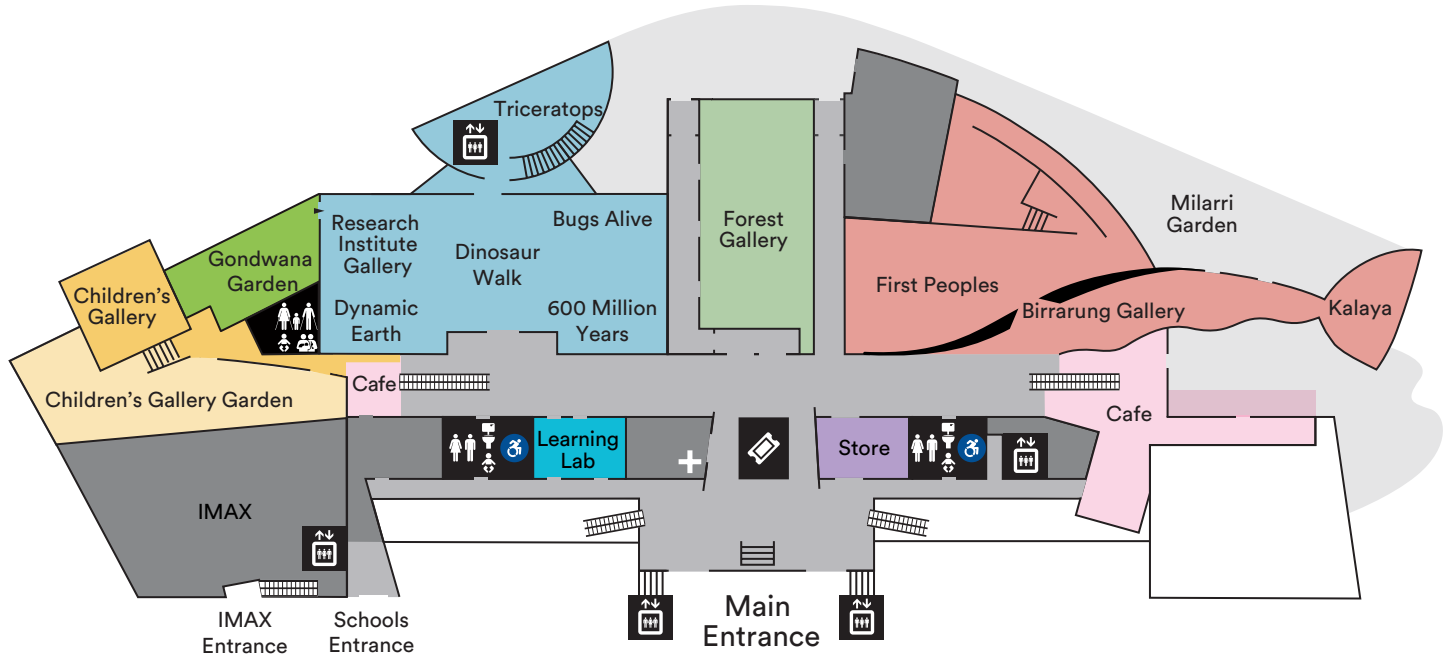 Triceratops
Research
Institute
Gallery
Bugs Alive
Dinosaur
Walk
Dynamic
Earth
600 Million
Years
Forest
Gallery
Milarri
Garden
First Peoples
Birrarung Gallery
Kalaya
Gondwana
Garden
Children's
Gallery
Children's Gallery Garden
Cafe
Cafe
Learning
Lab
Store
IMAX
IMAX
Entrance
Schools
Entrance
Main
Entrance